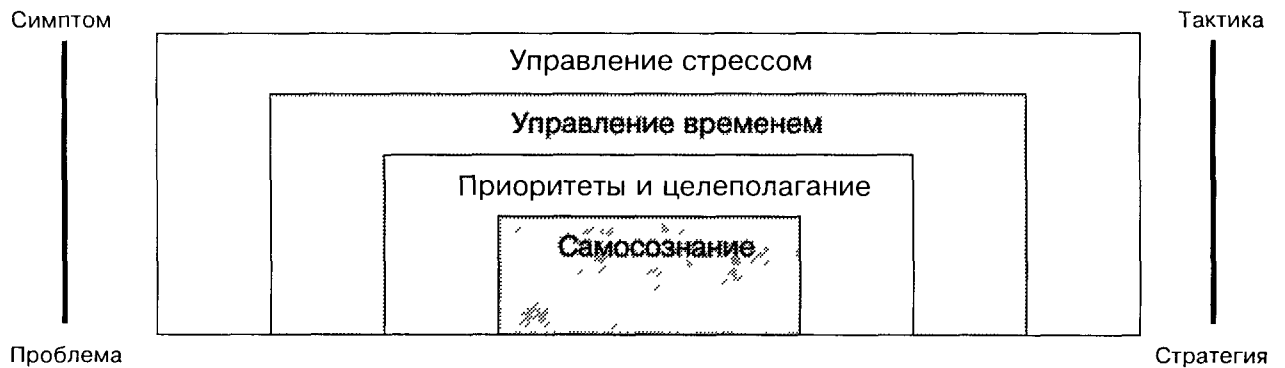 Симптом
Тактика
Управление стрессом
Управление временем
Приоритеты и целеполагание
Самосознание
Проблема
Стратегия